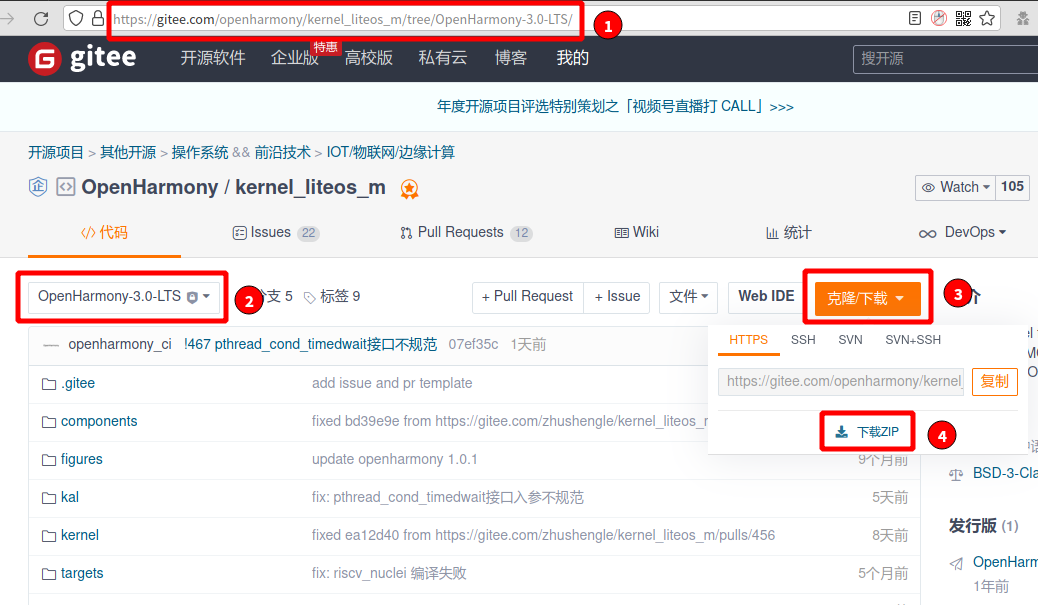 https://gitee.com/openharmony/kernel_liteos_m/tree/OpenHarmony-3.0-LTS/
1
G gitee 开源软件 企业版 特惠 高校版 私有云 博客 我的 搜开源
年度开源项目评选特别策划之「视频号直播打 CALL」>>>
开源项目 > 其他开源 > 操作系统 && 前沿技术 > IOT/物联网/边缘计算
企 OpenHarmony / kernel_liteos_m Watch 105
代码 Issues 22 Pull Requests 12 Wiki 统计 DevOps
OpenHarmony-3.0-LTS 2 支 5 标签 9 + Pull Request + Issue 文件 Web IDE 克隆/下载 3 个
openharmony_ci !467 pthread_cond_timedwait接口不规范 07ef35c 1天前
HTTPS SSH SVN SVN+SSH
https://gitee.com/openharmony/kernel_ 复制
下载ZIP 4
.gitee add issue and pr template
components fixed bd39e9e from https://gitee.com/zhushengle/kernel_liteos_
figures update openharmony 1.0.1 9个月前
kal fix: pthread_cond_timedwait接口入参不规范 5天前
kernel fixed ea12d40 from https://gitee.com/zhushengle/kernel_liteos_m/pulls/456 8天前
targets fix: riscv_nuclei 编译失败 5个月前
BSD-3-Cla
发行版 (1)
OpenHarm
1年前